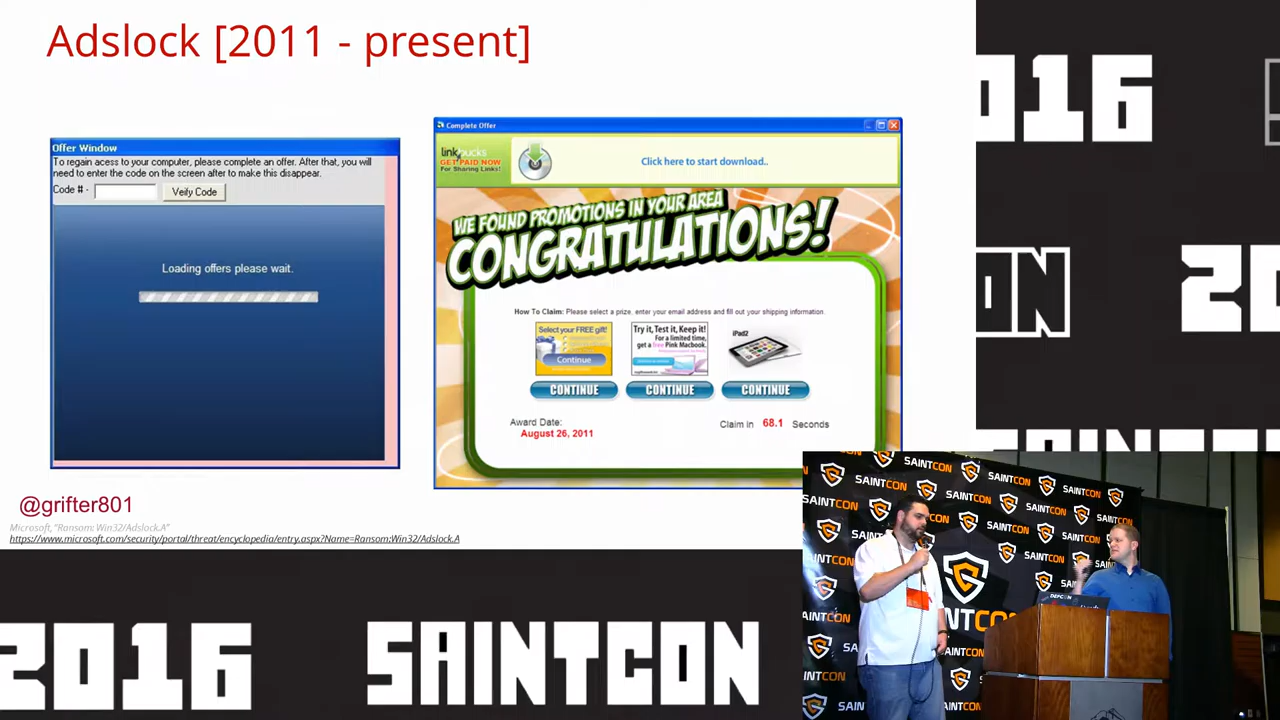 Adslock [2011 - present]
Offer Window
To regain acess to your computer, please complete an offer. After that, you will
need to enter the code on the screen after to make this disappear.
Code # -
Veify Code
Loading offers please wait.
Complete Offer
linkbucks
GET PAID NOW
For Sharing Links!
Click here to start download..
WE FOUND PROMOTIONS IN YOUR AREA
CONGRATULATIONS!
How To Claim: Please select a prize, enter your email address and fill out your shipping information.
Select your FREE gift!
Continue
Try it, Test it, Keep it!
For a limited time,
get a free Pink Macbook.
iPad2
CONTINUE CONTINUE CONTINUE
Award Date:
August 26, 2011
Claim in 68.1 Seconds
@grifter801
Microsoft, "Ransom: Win32/Adslock.A"
https://www.microsoft.com/security/portal/threat/encyclopedia/entry.aspx?Name=Ransom:Win32/Adslock.A
2016
SAINTCON
2016
SAINTCON
SAINTCON
SAINTCON
SAINTCON
DEFCON